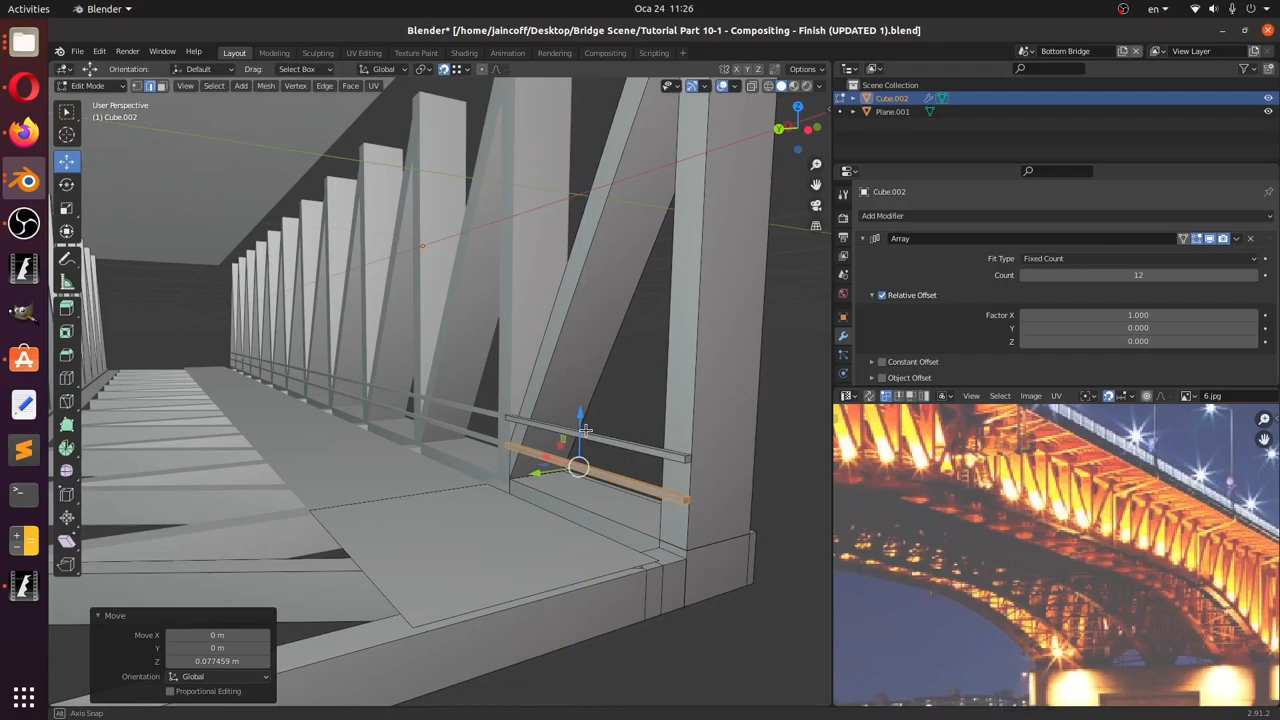 Activities
Blender
Oca 24 11:26
en
Blender* [/home/jaincoff/Desktop/Bridge Scene/Tutorial Part 10-1 - Compositing - Finish (UPDATED 1).blend]
File Edit Render Window Help
Layout Modeling Sculpting UV Editing Texture Paint Shading Animation Rendering Compositing Scripting
Bottom Bridge
View Layer
Orientation: Default Drag: Select Box Global
X Y Z Options
Edit Mode View Select Add Mesh Vertex Edge Face UV
User Perspective
(1) Cube.002
Z
Y
Scene Collection
Cube.002
Plane.001
Cube.002
Add Modifier
Array
Fit Type Fixed Count
Count 12
Relative Offset
Factor X 1.000
Y 0.000
Z 0.000
Constant Offset
Object Offset
View Select Image UV 6.jpg
Move
Move X 0 m
Y 0 m
Z 0.077459 m
Orientation Global
Proportional Editing
Alt Axis Snap
2.91.2